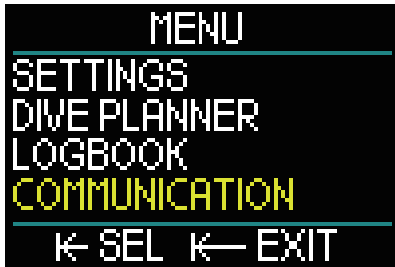 MENU
SETTINGS
DIVE PLANNER
LOGBOOK
COMMUNICATION
SEL EXIT